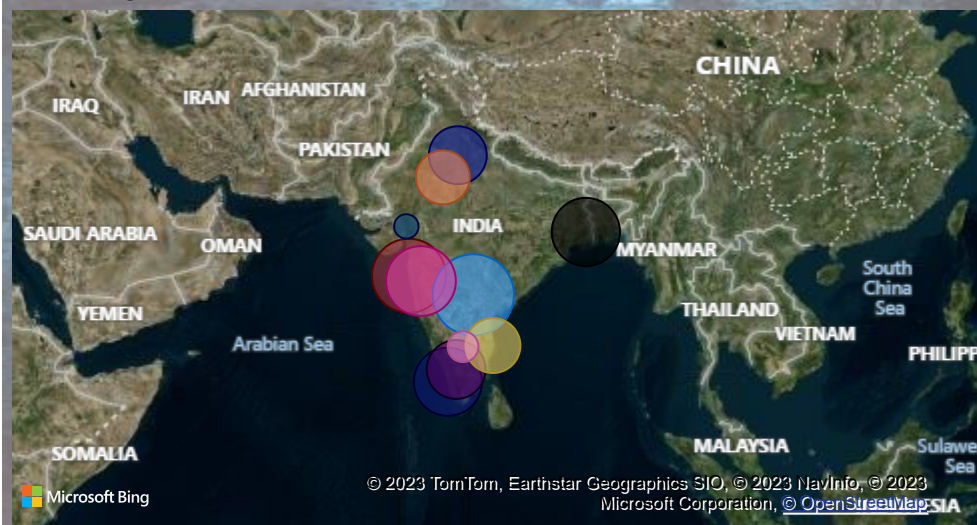 CHINA
AFGHANISTAN
IRAN
IRAQ
PAKISTAN
SAUDI ARABIA
OMAN
INDIA
MYANMAR
South
China
Sea
YEMEN
THAILAND
VIETNAM
Arabian Sea
PHILIPP
SOMALIA
MALAYSIA
Sulawe
Sea
Microsoft Bing
© 2023 TomTom, Earthstar Geographics SIO, © 2023 NavInfo, © 2023
Microsoft Corporation, © OpenStreetMap
ESIA